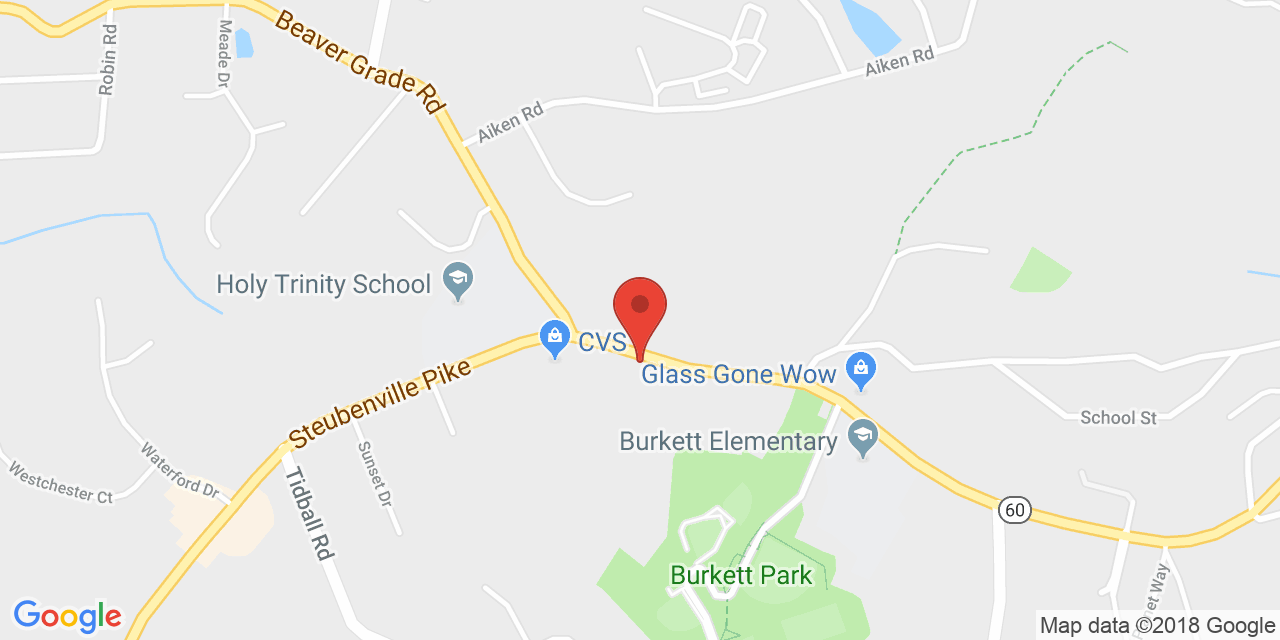 Beaver Grade Rd
Robin Rd
Meade Dr
Aiken Rd
Aiken Rd
Holy Trinity School
CVS
Glass Gone Wow
Steubenville Pike
School St
Burkett Elementary
Waterford Dr
Westchester Ct
Sunset Dr
Tidball Rd
60
Burkett Park
Way
Google
Map data ©2018 Google